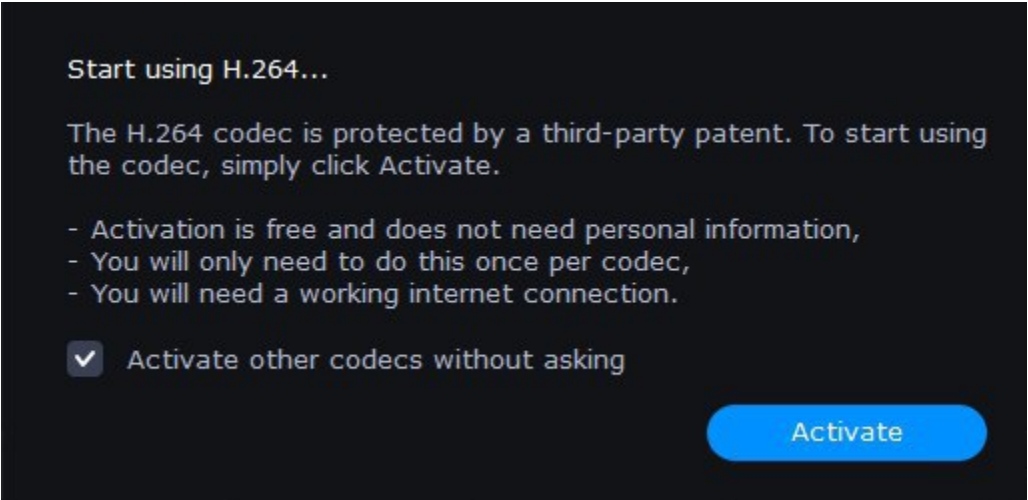 Start using H.264...
The H.264 codec is protected by a third-party patent. To start using
the codec, simply click Activate.
- Activation is free and does not need personal information,
- You will only need to do this once per codec,
- You will need a working internet connection.
Activate other codecs without asking
Activate